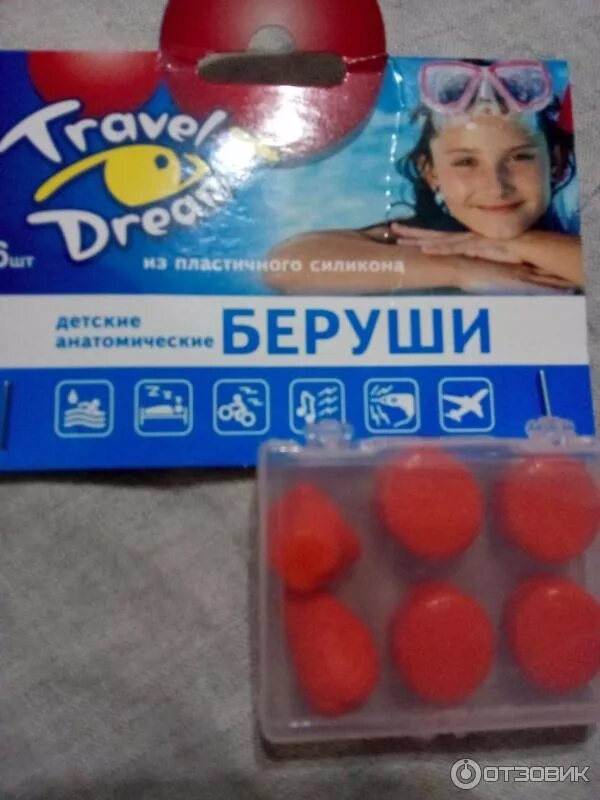 Travel
Dream
6шт
из пластичного силикона
детские
анатомические
БЕРУШИ
ОТЗОВИК